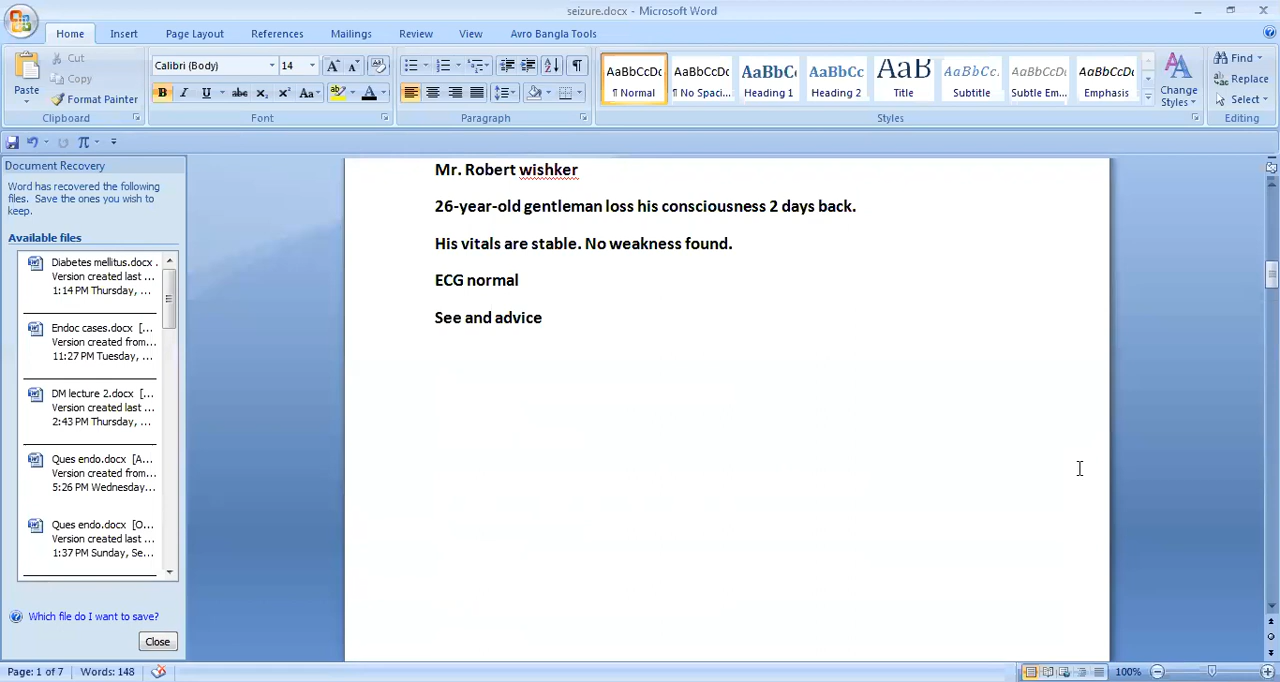 seizure.docx - Microsoft Word
Home Insert Page Layout References Mailings Review View Avro Bangla Tools
Paste
Cut
Copy
Format Painter
Calibri (Body) 14
B I U abc X₂ X² Aa
AaBbCcDc AaBbCcDc AaBbCc AaBbCc AaB AaBbCc. AaBbCcDc AaBbCcDc
¶ Normal ¶ No Spaci... Heading 1 Heading 2 Title Subtitle Subtle Em... Emphasis
Change
Styles
Find
Replace
Select
Clipboard Font Paragraph Styles Editing
Document Recovery
Word has recovered the following
files. Save the ones you wish to
keep.
Available files
Diabetes mellitus.docx .
Version created last ...
1:14 PM Thursday, ...
Endoc cases.docx [...
Version created from...
11:27 PM Tuesday, ...
DM lecture 2.docx [...
Version created last ...
2:43 PM Thursday, ...
Ques endo.docx [A...
Version created from...
5:26 PM Wednesday...
Ques endo.docx [O...
Version created last ...
1:37 PM Sunday, Se...
Which file do I want to save?
Close
Mr. Robert wishker
26-year-old gentleman loss his consciousness 2 days back.
His vitals are stable. No weakness found.
ECG normal
See and advice
Page: 1 of 7 Words: 148 100%